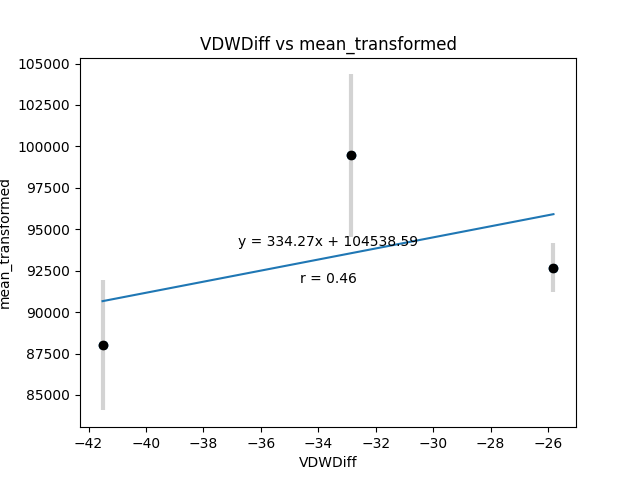 VDWDiff vs mean_transformed
105000
102500
100000
97500
95000
92500
90000
87500
85000
mean_transformed
y = 334.27x + 104538.59
r = 0.46
−42 −40 −38 −36 −34 −32 −30 −28 −26
VDWDiff